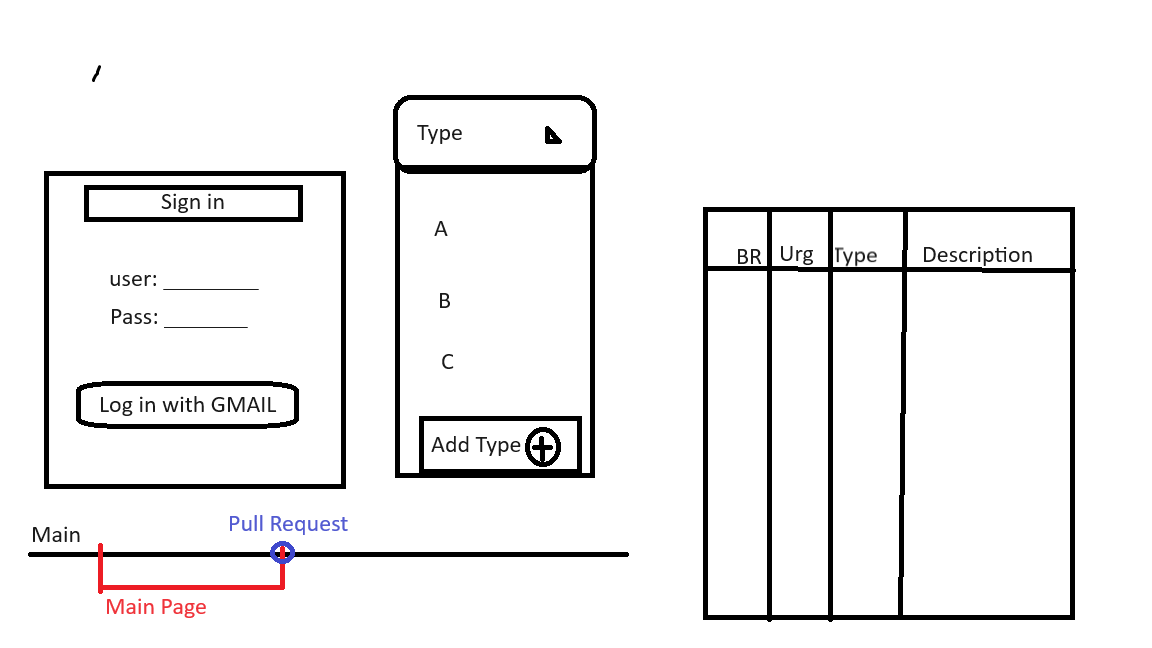 Sign in
user: ________
Pass: _______
Log in with GMAIL
Type
A
B
C
Add Type
BR Urg Type Description
Main
Pull Request
Main Page